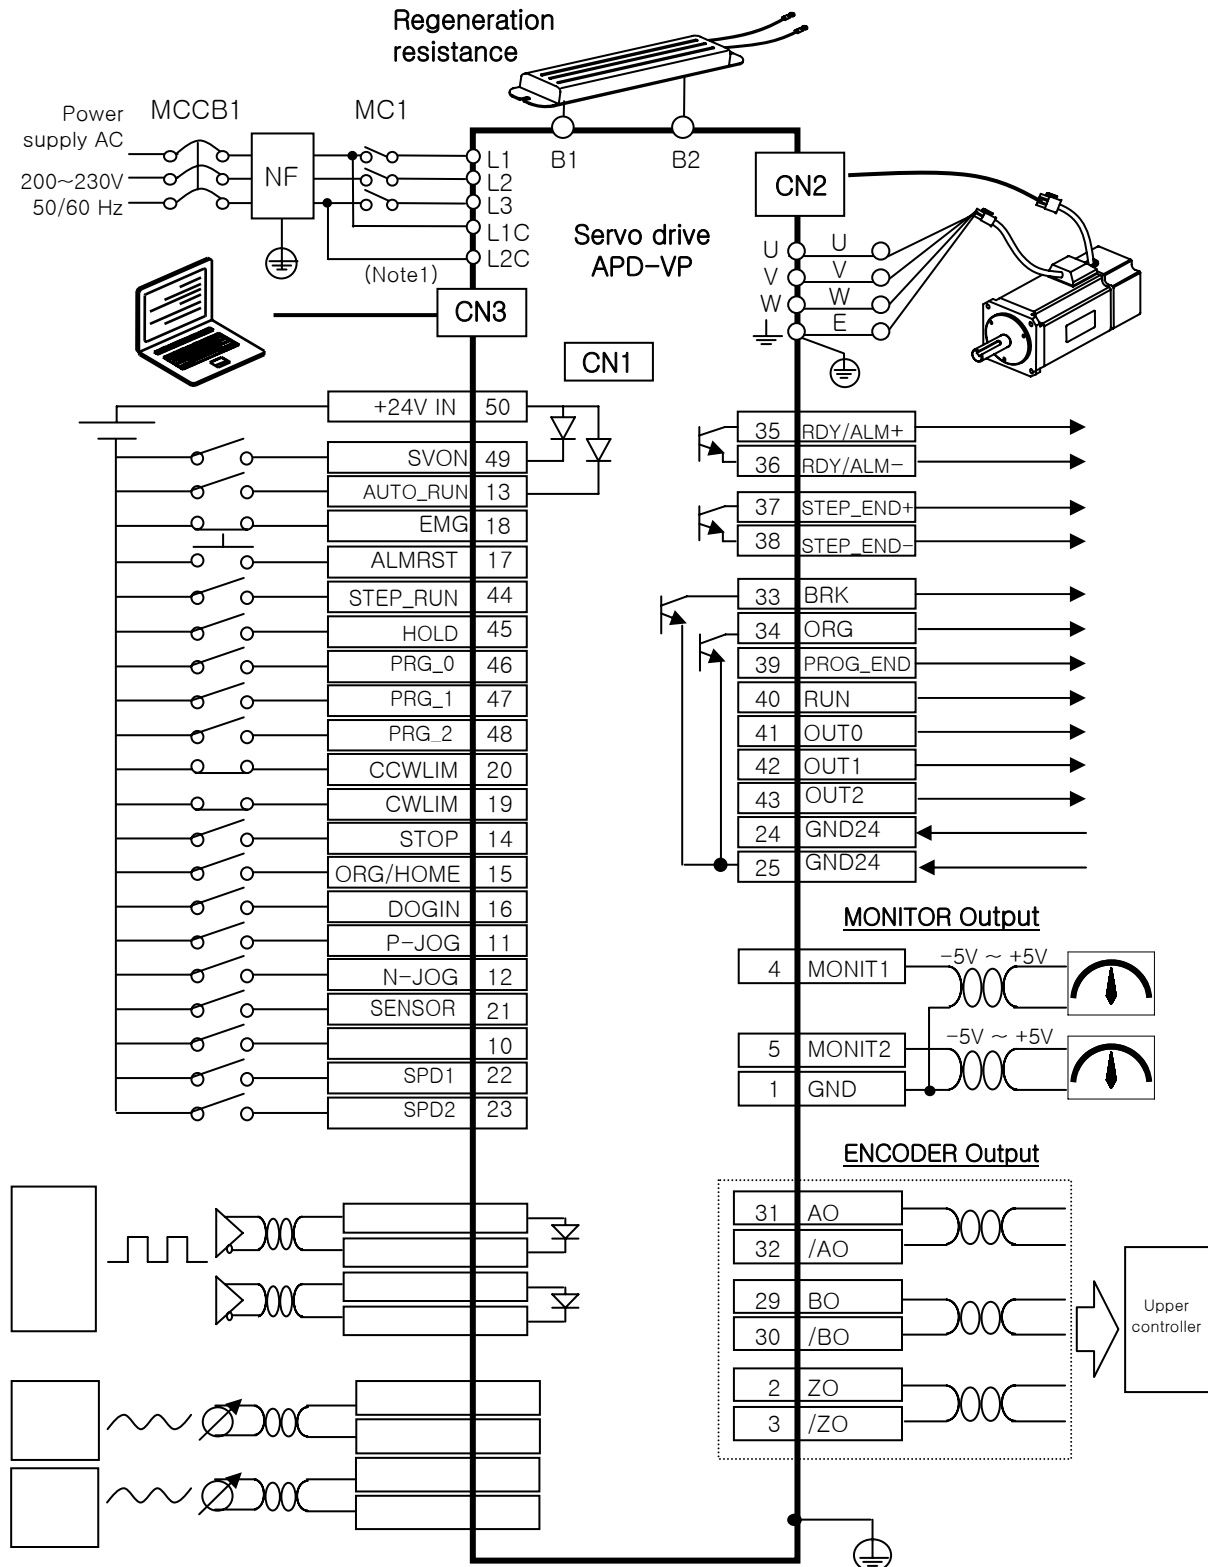 Regeneration
resistance
MCCB1
MC1
Power
supply AC
200~230V
50/60 Hz
NF
L1
L2
L3
L1C
L2C
(Note1)
B1
B2
CN2
Servo drive
APD-VP
U
U
V
V
W
W
E
CN3
CN1
+24V IN 50
SVON 49
AUTO_RUN 13
EMG 18
ALMRST 17
STEP_RUN 44
HOLD 45
PRG_0 46
PRG_1 47
PRG_2 48
CCWLIM 20
CWLIM 19
STOP 14
ORG/HOME 15
DOGIN 16
P-JOG 11
N-JOG 12
SENSOR 21
10
SPD1 22
SPD2 23
35 RDY/ALM+
36 RDY/ALM-
37 STEP_END+
38 STEP_END-
33 BRK
34 ORG
39 PROG_END
40 RUN
41 OUT0
42 OUT1
43 OUT2
24 GND24
25 GND24
MONITOR Output
4 MONIT1
-5V ~ +5V
5 MONIT2
-5V ~ +5V
1 GND
ENCODER Output
31 AO
32 /AO
29 BO
30 /BO
2 ZO
3 /ZO
Upper
controller